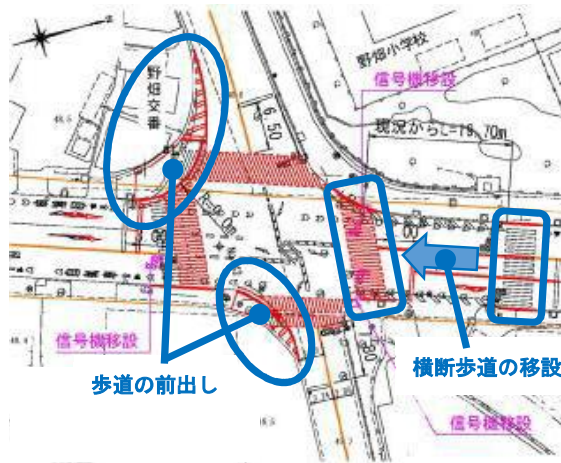 野畑小学校
野畑交番
信号機移設
6.50
現況からL=19.70m
信号機移設
歩道の前出し
横断歩道の移設
信号機移設